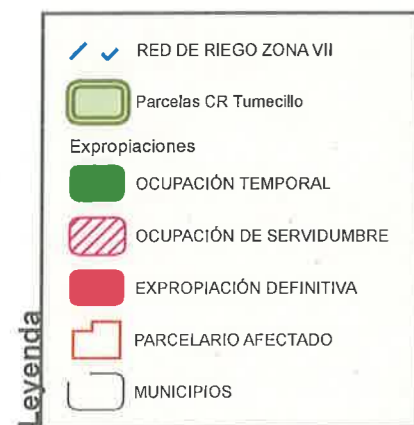 RED DE RIEGO ZONA VII
Parcelas CR Tumecillo
Expropiaciones
OCUPACIÓN TEMPORAL
OCUPACIÓN DE SERVIDUMBRE
EXPROPIACIÓN DEFINITIVA
PARCELARIO AFECTADO
MUNICIPIOS
Leyenda